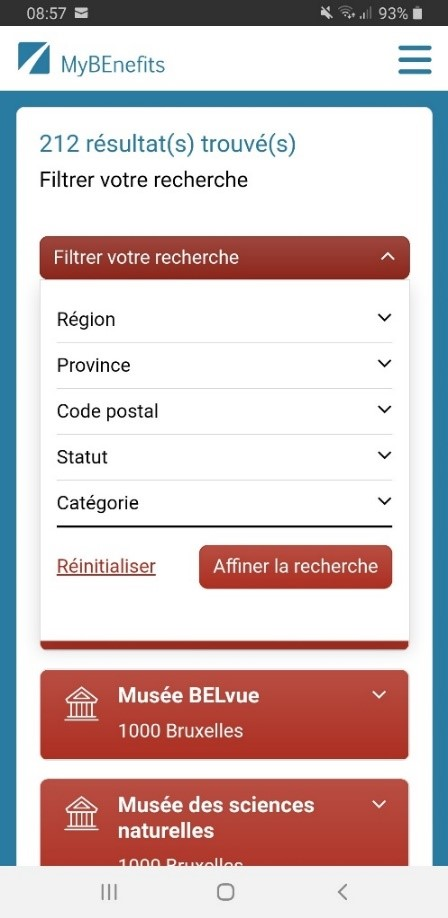 08:57 93%
MyBEnefits
212 résultat(s) trouvé(s)
Filtrer votre recherche
Filtrer votre recherche
Région
Province
Code postal
Statut
Catégorie
Réinitialiser Affiner la recherche
Musée BELvue
1000 Bruxelles
Musée des sciences
naturelles
1000 Bruxelles